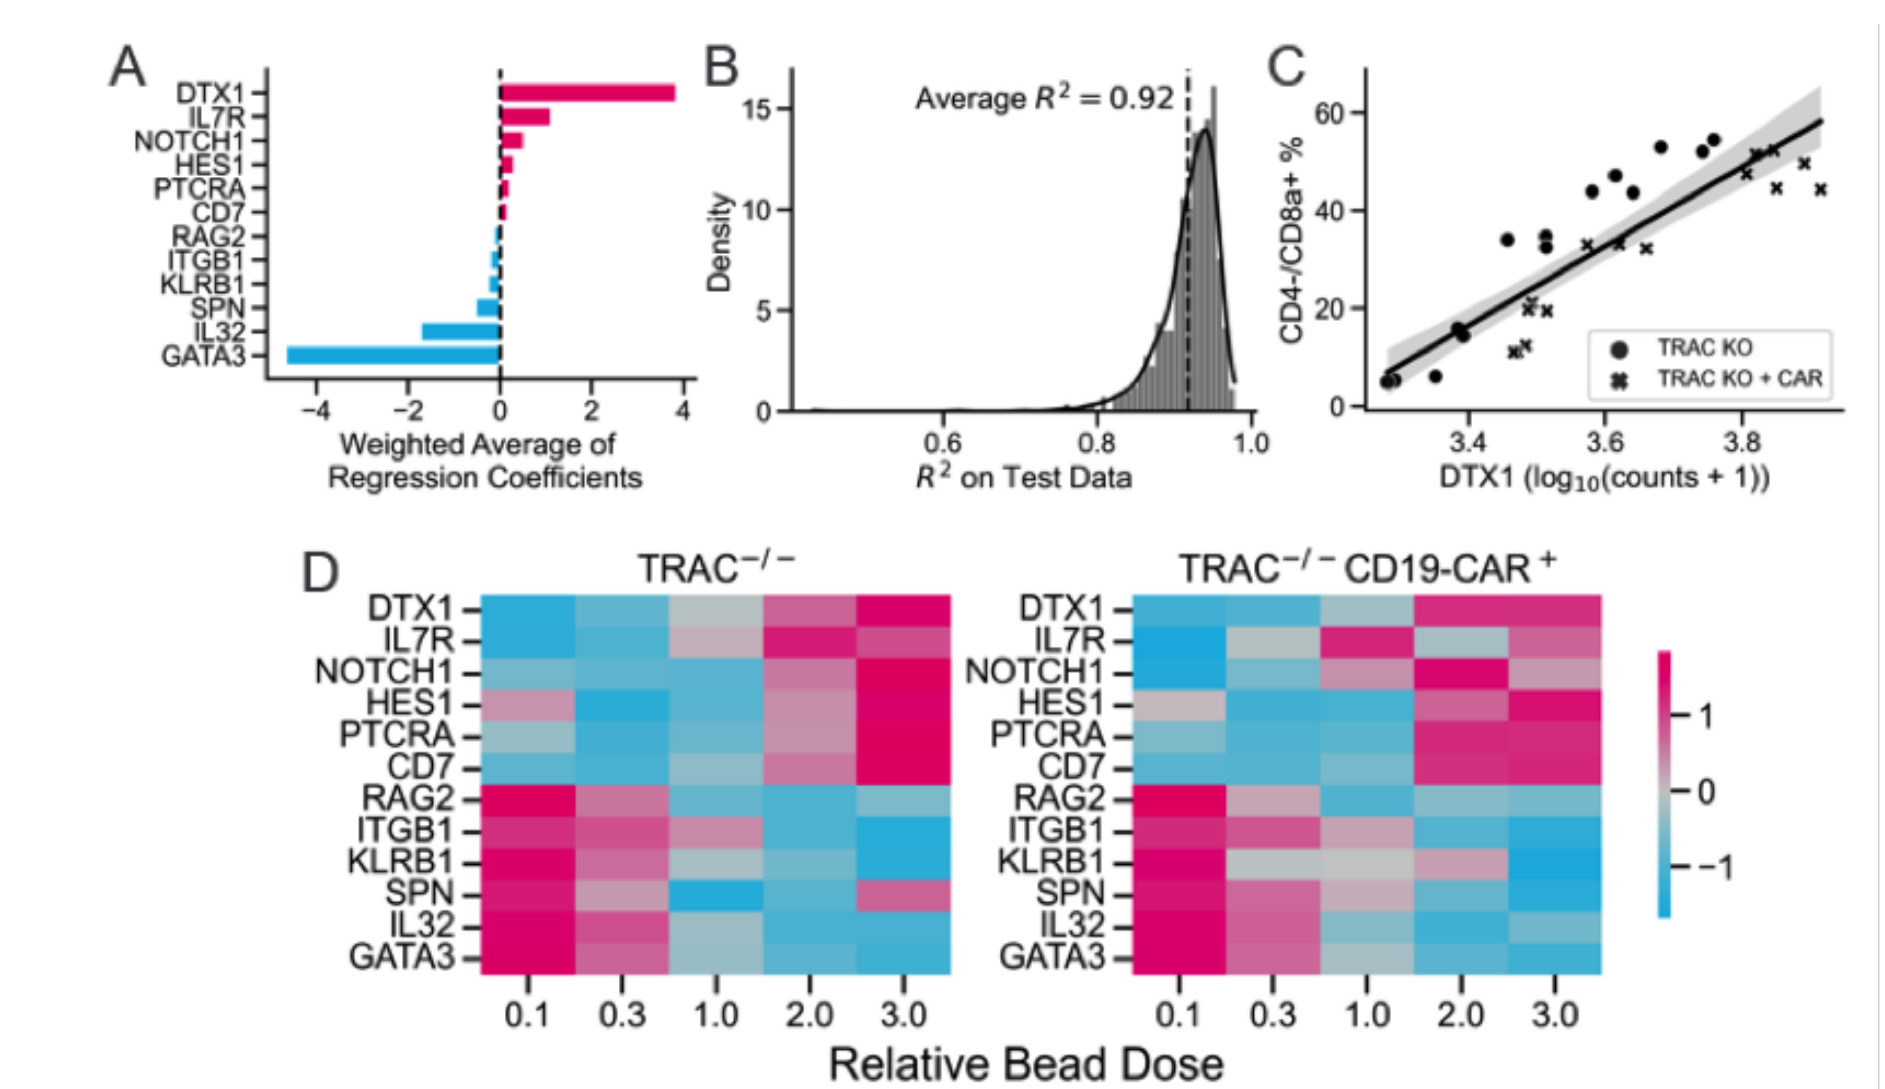 A
DTX1
IL7R
NOTCH1
HES1
PTCRA
CD7
RAG2
ITGB1
KLRB1
SPN
IL32
GATA3
−4 −2 0 2 4
Weighted Average of
Regression Coefficients
B
Average R² = 0.92
Density
15
10
5
0
0.6 0.8 1.0
R² on Test Data
C
CD4-/CD8a+ %
60
40
20
0
TRAC KO
TRAC KO + CAR
3.4 3.6 3.8
DTX1 (log₁₀(counts + 1))
D
TRAC−/−
DTX1
IL7R
NOTCH1
HES1
PTCRA
CD7
RAG2
ITGB1
KLRB1
SPN
IL32
GATA3
0.1 0.3 1.0 2.0 3.0
TRAC−/− CD19-CAR +
DTX1
IL7R
NOTCH1
HES1
PTCRA
CD7
RAG2
ITGB1
KLRB1
SPN
IL32
GATA3
0.1 0.3 1.0 2.0 3.0
1
0
−1
Relative Bead Dose